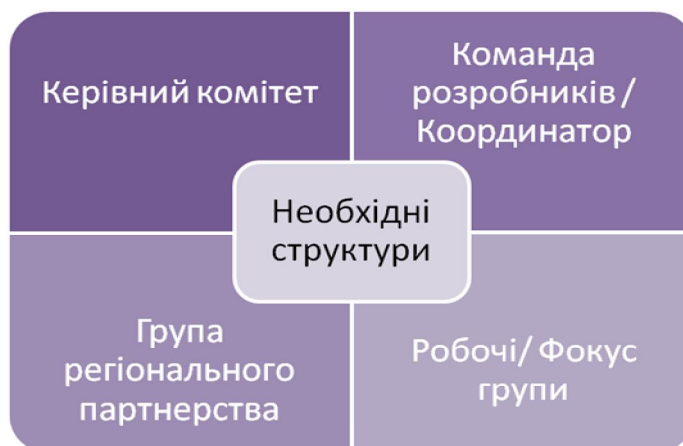 Керівний комітет
Команда
розробників /
Координатор
Необхідні
структури
Група
регіонального
партнерства
Робочі/ Фокус
групи